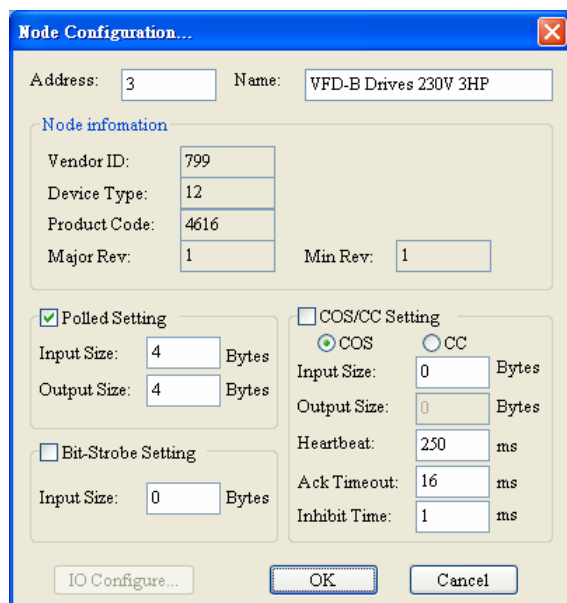 Node Configuration...
Address: 3 Name: VFD-B Drives 230V 3HP
Node infomation
Vendor ID: 799
Device Type: 12
Product Code: 4616
Major Rev: 1 Min Rev: 1
Polled Setting
Input Size: 4 Bytes
Output Size: 4 Bytes
Bit-Strobe Setting
Input Size: 0 Bytes
COS/CC Setting
COS CC
Input Size: 0 Bytes
Output Size: 0 Bytes
Heartbeat: 250 ms
Ack Timeout: 16 ms
Inhibit Time: 1 ms
IO Configure... OK Cancel